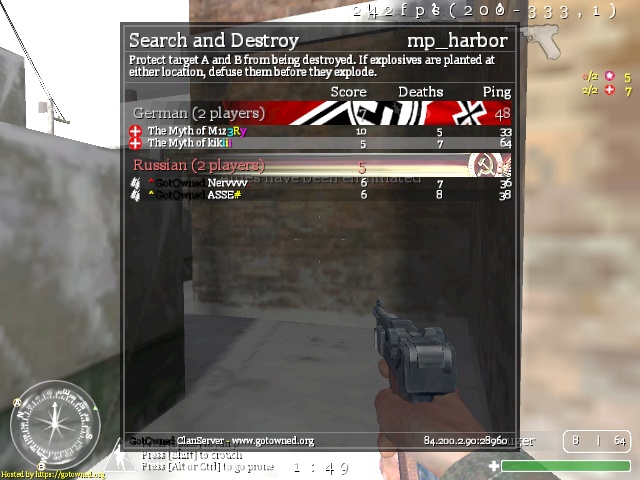 242fps(200-333,1)
Search and Destroy mp_harbor
Protect target A and B from being destroyed. If explosives are planted at
either location, defuse them before they explode.
Score Deaths Ping
German (2 players) 48
The Myth of M1z3Ry 10 5 33
The Myth of kikiii 5 7 64
Russian (2 players) 5
^GotOwned Nervvv 6 7 36
^GotOwned ASSE# 6 8 38
0/2 5
2/2 7
GotOwned ClanServer - www.gotowned.org 84.200.2.90:28960
8 | 64
Press [Shift] to crouch
Press [Alt or Ctrl] to go prone
1:49
Hosted by https://gotowned.org